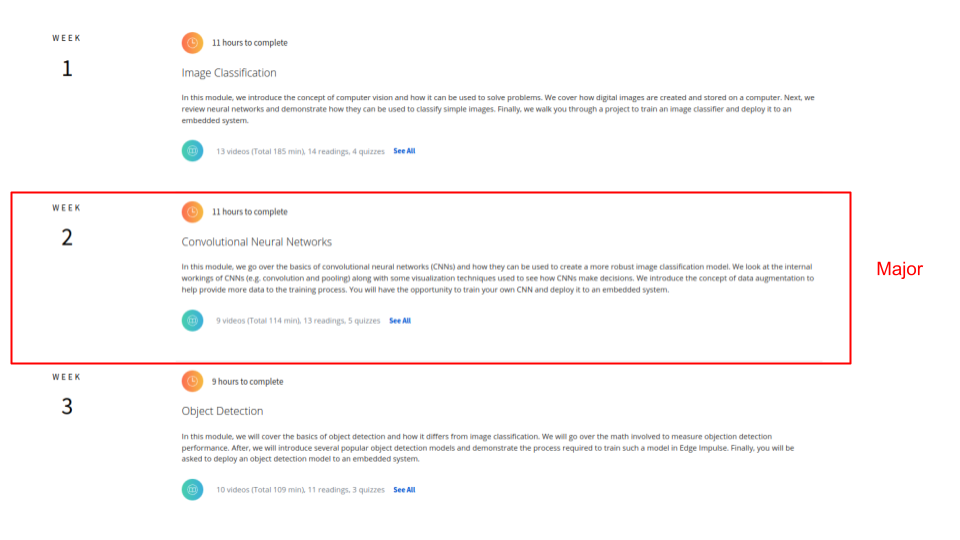 WEEK
1
11 hours to complete
Image Classification
In this module, we introduce the concept of computer vision and how it can be used to solve problems. We cover how digital images are created and stored on a computer. Next, we
review neural networks and demonstrate how they can be used to classify simple images. Finally, we walk you through a project to train an image classifier and deploy it to an
embedded system.
13 videos (Total 185 min), 14 readings, 4 quizzes See All
WEEK
2
11 hours to complete
Convolutional Neural Networks
In this module, we go over the basics of convolutional neural networks (CNNs) and how they can be used to create a more robust image classification model. We look at the internal
workings of CNNs (e.g. convolution and pooling) along with some visualization techniques used to see how CNNs make decisions. We introduce the concept of data augmentation to
help provide more data to the training process. You will have the opportunity to train your own CNN and deploy it to an embedded system.
9 videos (Total 114 min), 13 readings, 5 quizzes See All
Major
WEEK
3
9 hours to complete
Object Detection
In this module, we will cover the basics of object detection and how it differs from image classification. We will go over the math involved to measure objection detection
performance. After, we will introduce several popular object detection models and demonstrate the process required to train such a model in Edge Impulse. Finally, you will be
asked to deploy an object detection model to an embedded system.
10 videos (Total 109 min), 11 readings, 3 quizzes See All